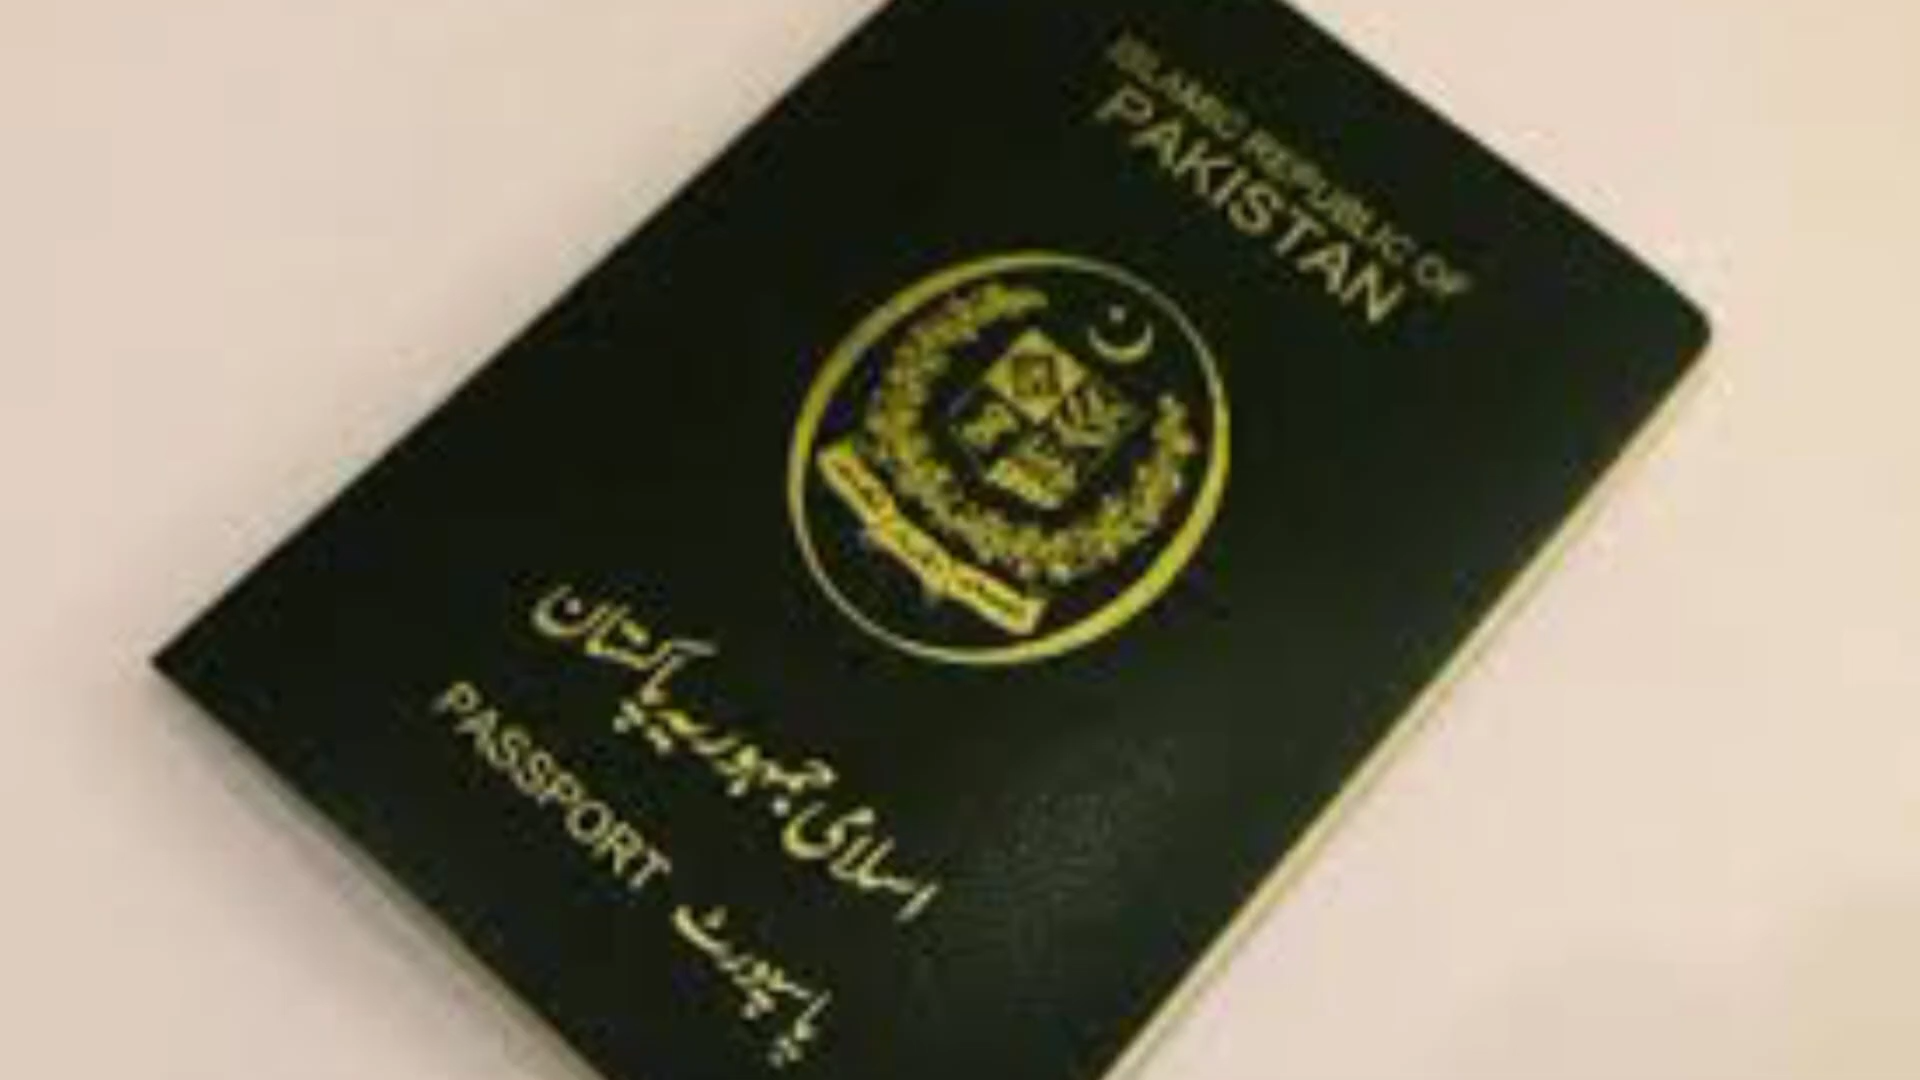 ISLAMIC REPUBLIC OF
PAKISTAN
اسلامی جمہوریہ پاکستان
PASSPORT پاسپورٹ